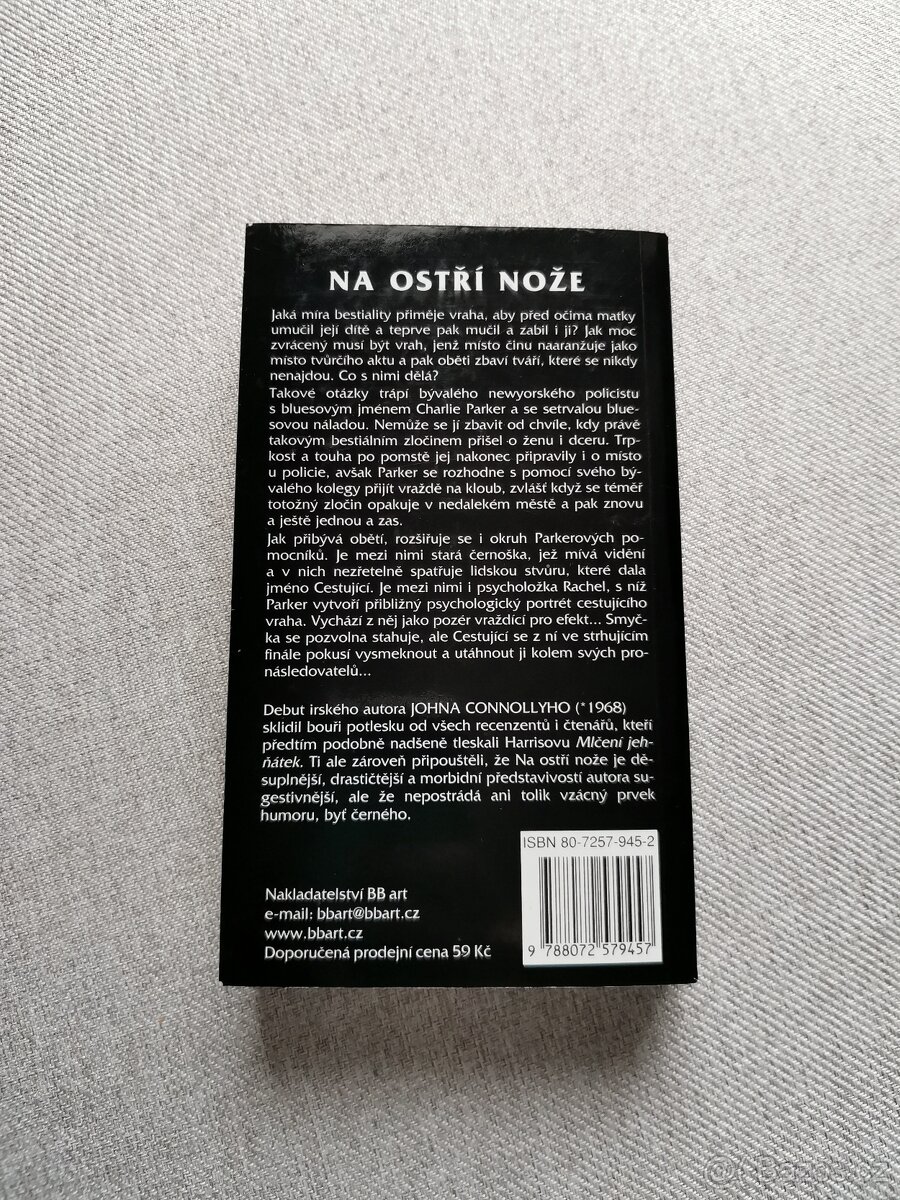 NA OSTŘÍ NOŽE
Jaká míra bestiality přiměje vraha, aby před očima matky
umučil její dítě a teprve pak mučil a zabil i ji? Jak moc
zvrácený musí být vrah, jenž místo činu naaranžuje jako
místo tvůrčího aktu a pak oběti zbaví tváří, které se nikdy
nenajdou. Co s nimi dělá?
Takové otázky trápí bývalého newyorského policistu
s bluesovým jménem Charlie Parker a se setrvalou blue-
sovou náladou. Nemůže se jí zbavit od chvíle, kdy právě
takovým bestiálním zločinem přišel o ženu i dceru. Trp-
kost a touha po pomstě jej nakonec připravily i o místo
u policie, avšak Parker se rozhodne s pomocí svého bý-
valého kolegy přijít vraždě na kloub, zvlášť když se téměř
totožný zločin opakuje v nedalekém městě a pak znovu
a ještě jednou a zas.
Jak přibývá obětí, rozšiřuje se i okruh Parkerových po-
mocníků. Je mezi nimi stará černoška, jež mívá vidění
a v nich nezřetelně spatřuje lidskou stvůru, které dala
jméno Cestující. Je mezi nimi i psycholožka Rachel, s níž
Parker vytvoří přibližný psychologický portrét cestujícího
vraha. Vychází z něj jako pozér vraždící pro efekt... Smyč-
ka se pozvolna stahuje, ale Cestující se z ní ve strhujícím
finále pokusí vysmeknout a utáhnout ji kolem svých pro-
následovatelů...
Debut irského autora JOHNA CONNOLLYHO (*1968)
sklidil bouři potlesku od všech recenzentů i čtenářů, kteří
předtím podobně nadšeně tleskali Harrisovu Mlčení jeh-
ňátek. Ti ale zároveň připouštěli, že Na ostří nože je dě-
suplnější, drastičtější a morbidní představivostí autora su-
gestivnější, ale že nepostrádá ani tolik vzácný prvek
humoru, byť černého.
ISBN 80-7257-945-2
Nakladatelství BB art
e-mail: bbart@bbart.cz
www.bbart.cz
Doporučená prodejní cena 59 Kč
9 788072 579457